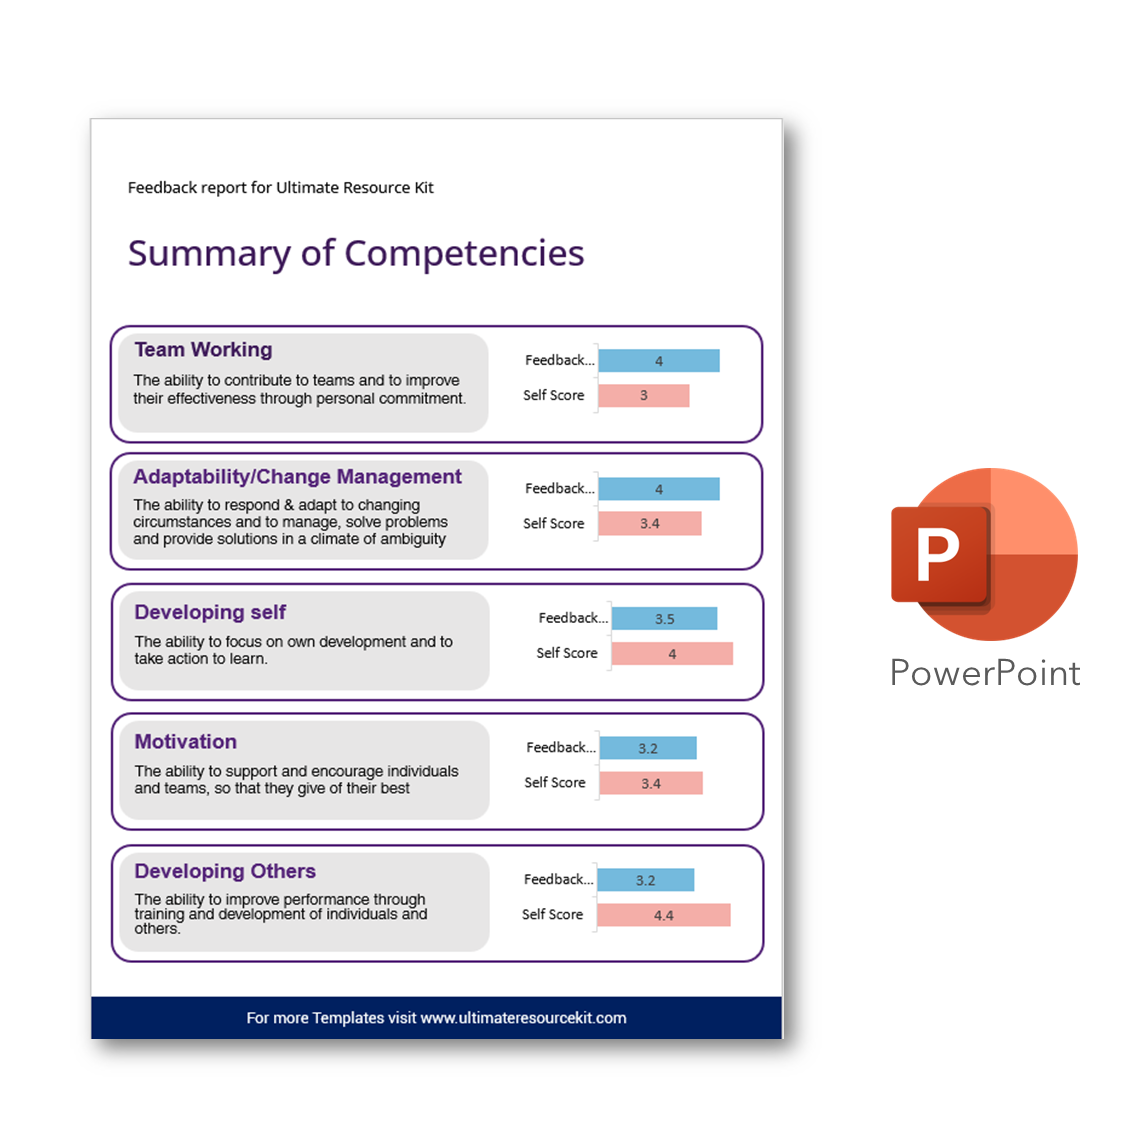 Feedback report for Ultimate Resource Kit
Summary of Competencies
Team Working
The ability to contribute to teams and to improve
their effectiveness through personal commitment.
Feedback... 4
Self Score 3
Adaptability/Change Management
The ability to respond & adapt to changing
circumstances and to manage, solve problems
and provide solutions in a climate of ambiguity
Feedback... 4
Self Score 3.4
Developing self
The ability to focus on own development and to
take action to learn.
Feedback... 3.5
Self Score 4
Motivation
The ability to support and encourage individuals
and teams, so that they give of their best
Feedback... 3.2
Self Score 3.4
Developing Others
The ability to improve performance through
training and development of individuals and
others.
Feedback... 3.2
Self Score 4.4
For more Templates visit www.ultimateresourcekit.com
P
PowerPoint